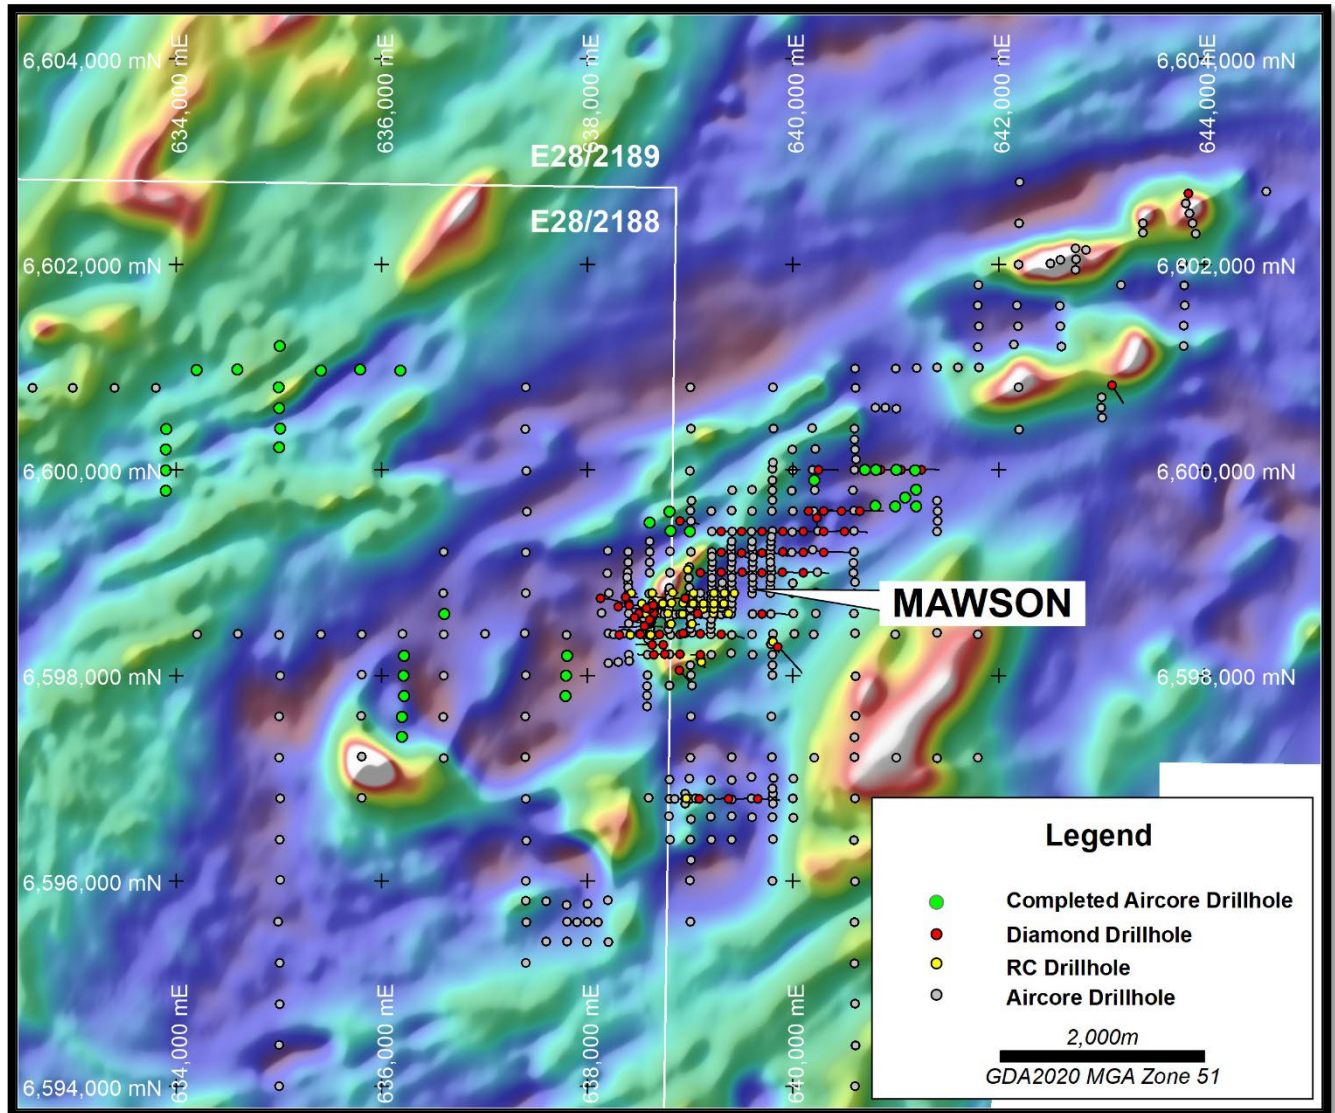 6,604,000 mN
634,000 mE
636,000 mE
638,000 mE
640,000 mE
642,000 mE
644,000 mE
6,604,000 mN
E28/2189
E28/2188
6,602,000 mN
6,602,000 mN
6,600,000 mN
6,600,000 mN
MAWSON
6,598,000 mN
6,598,000 mN
6,596,000 mN
6,594,000 mN
634,000 mE
636,000 mE
638,000 mE
640,000 mE
Legend
Completed Aircore Drillhole
Diamond Drillhole
RC Drillhole
Aircore Drillhole
2,000m
GDA2020 MGA Zone 51